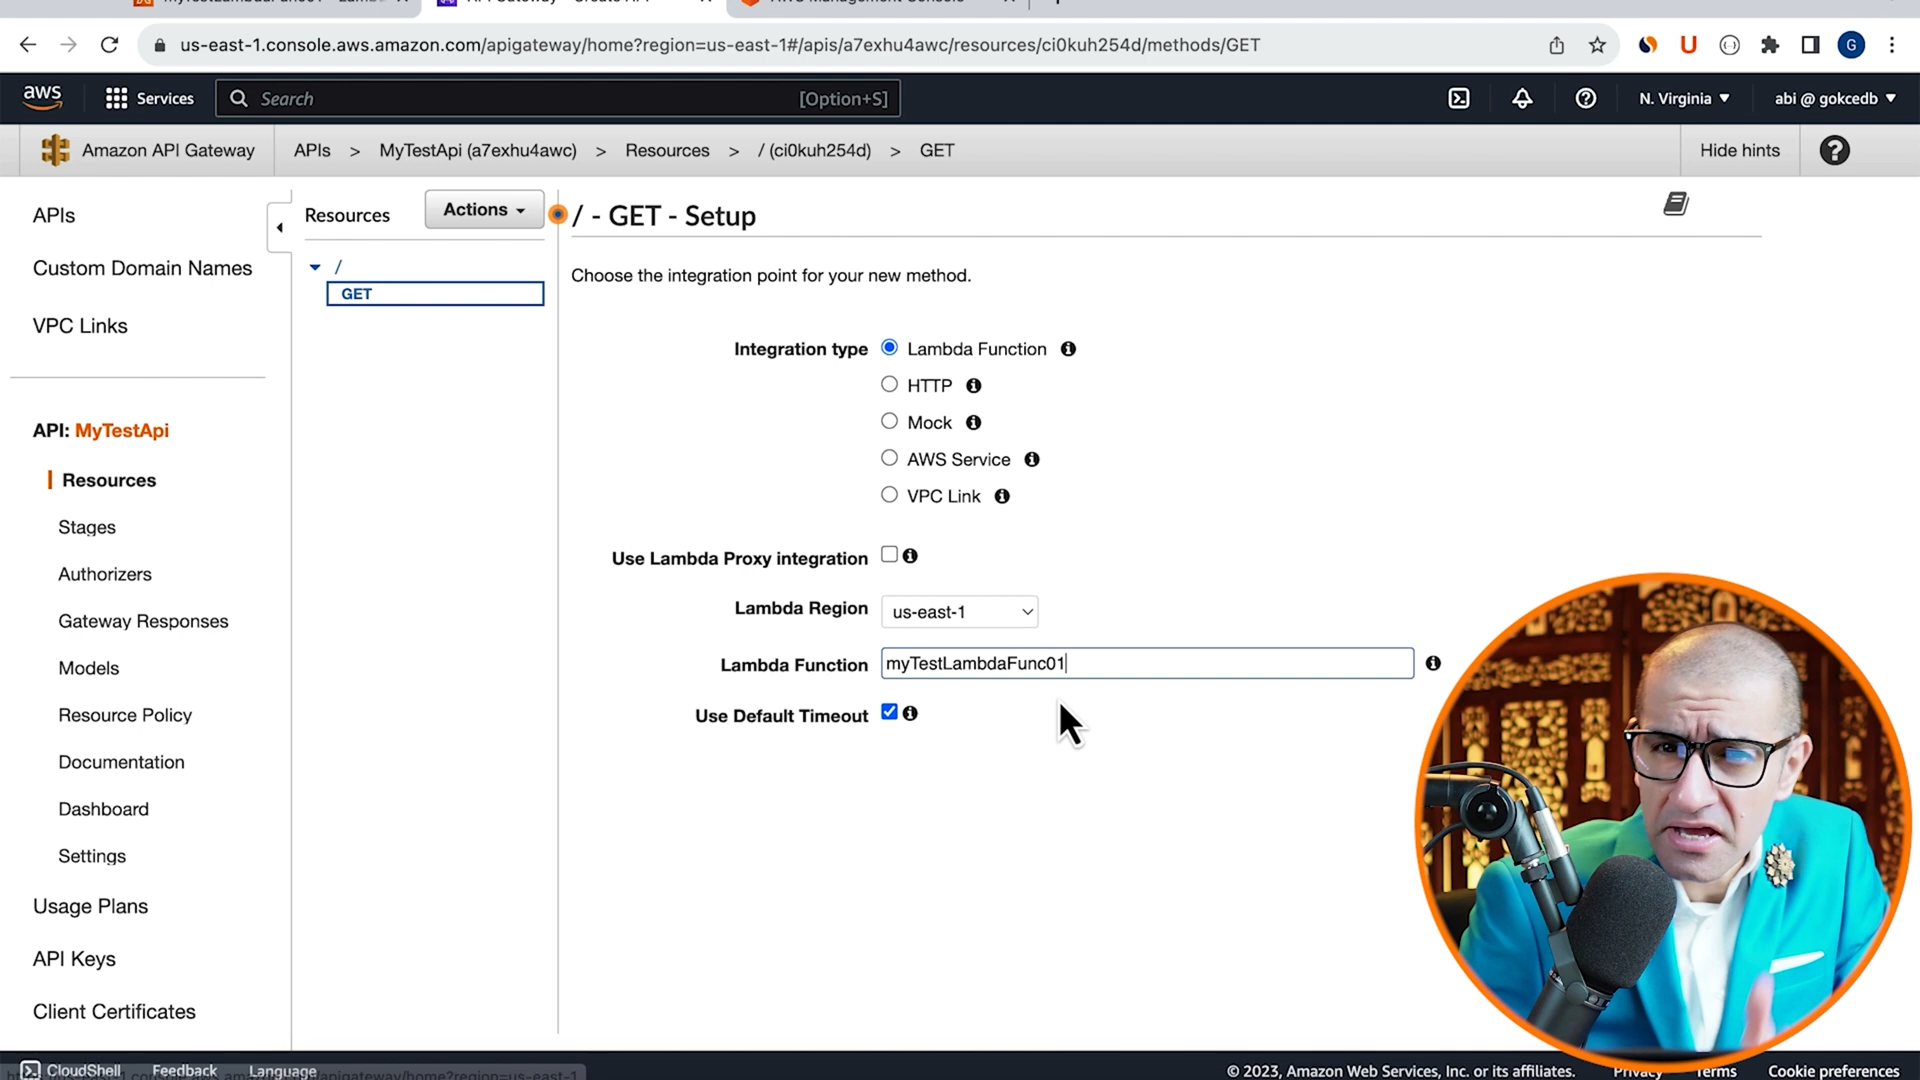 us-east-1.console.aws.amazon.com/apigateway/home?region=us-east-1#/apis/a7exhu4awc/resources/ci0kuh254d/methods/GET
G
aws
Services
Search
[Option+S]
N. Virginia
abi @ gokcedb
Amazon API Gateway
APIs > MyTestApi (a7exhu4awc) > Resources > / (ci0kuh254d) > GET
Hide hints
APIs
Custom Domain Names
VPC Links
API: MyTestApi
Resources
Stages
Authorizers
Gateway Responses
Models
Resource Policy
Documentation
Dashboard
Settings
Usage Plans
API Keys
Client Certificates
Resources
Actions
/
GET
/ - GET - Setup
Choose the integration point for your new method.
Integration type
Lambda Function
HTTP
Mock
AWS Service
VPC Link
Use Lambda Proxy integration
Lambda Region
us-east-1
Lambda Function
myTestLambdaFunc01
Use Default Timeout
CloudShell
Feedback
Language
© 2023, Amazon Web Services, Inc. or its affiliates.
Privacy
Terms
Cookie preferences